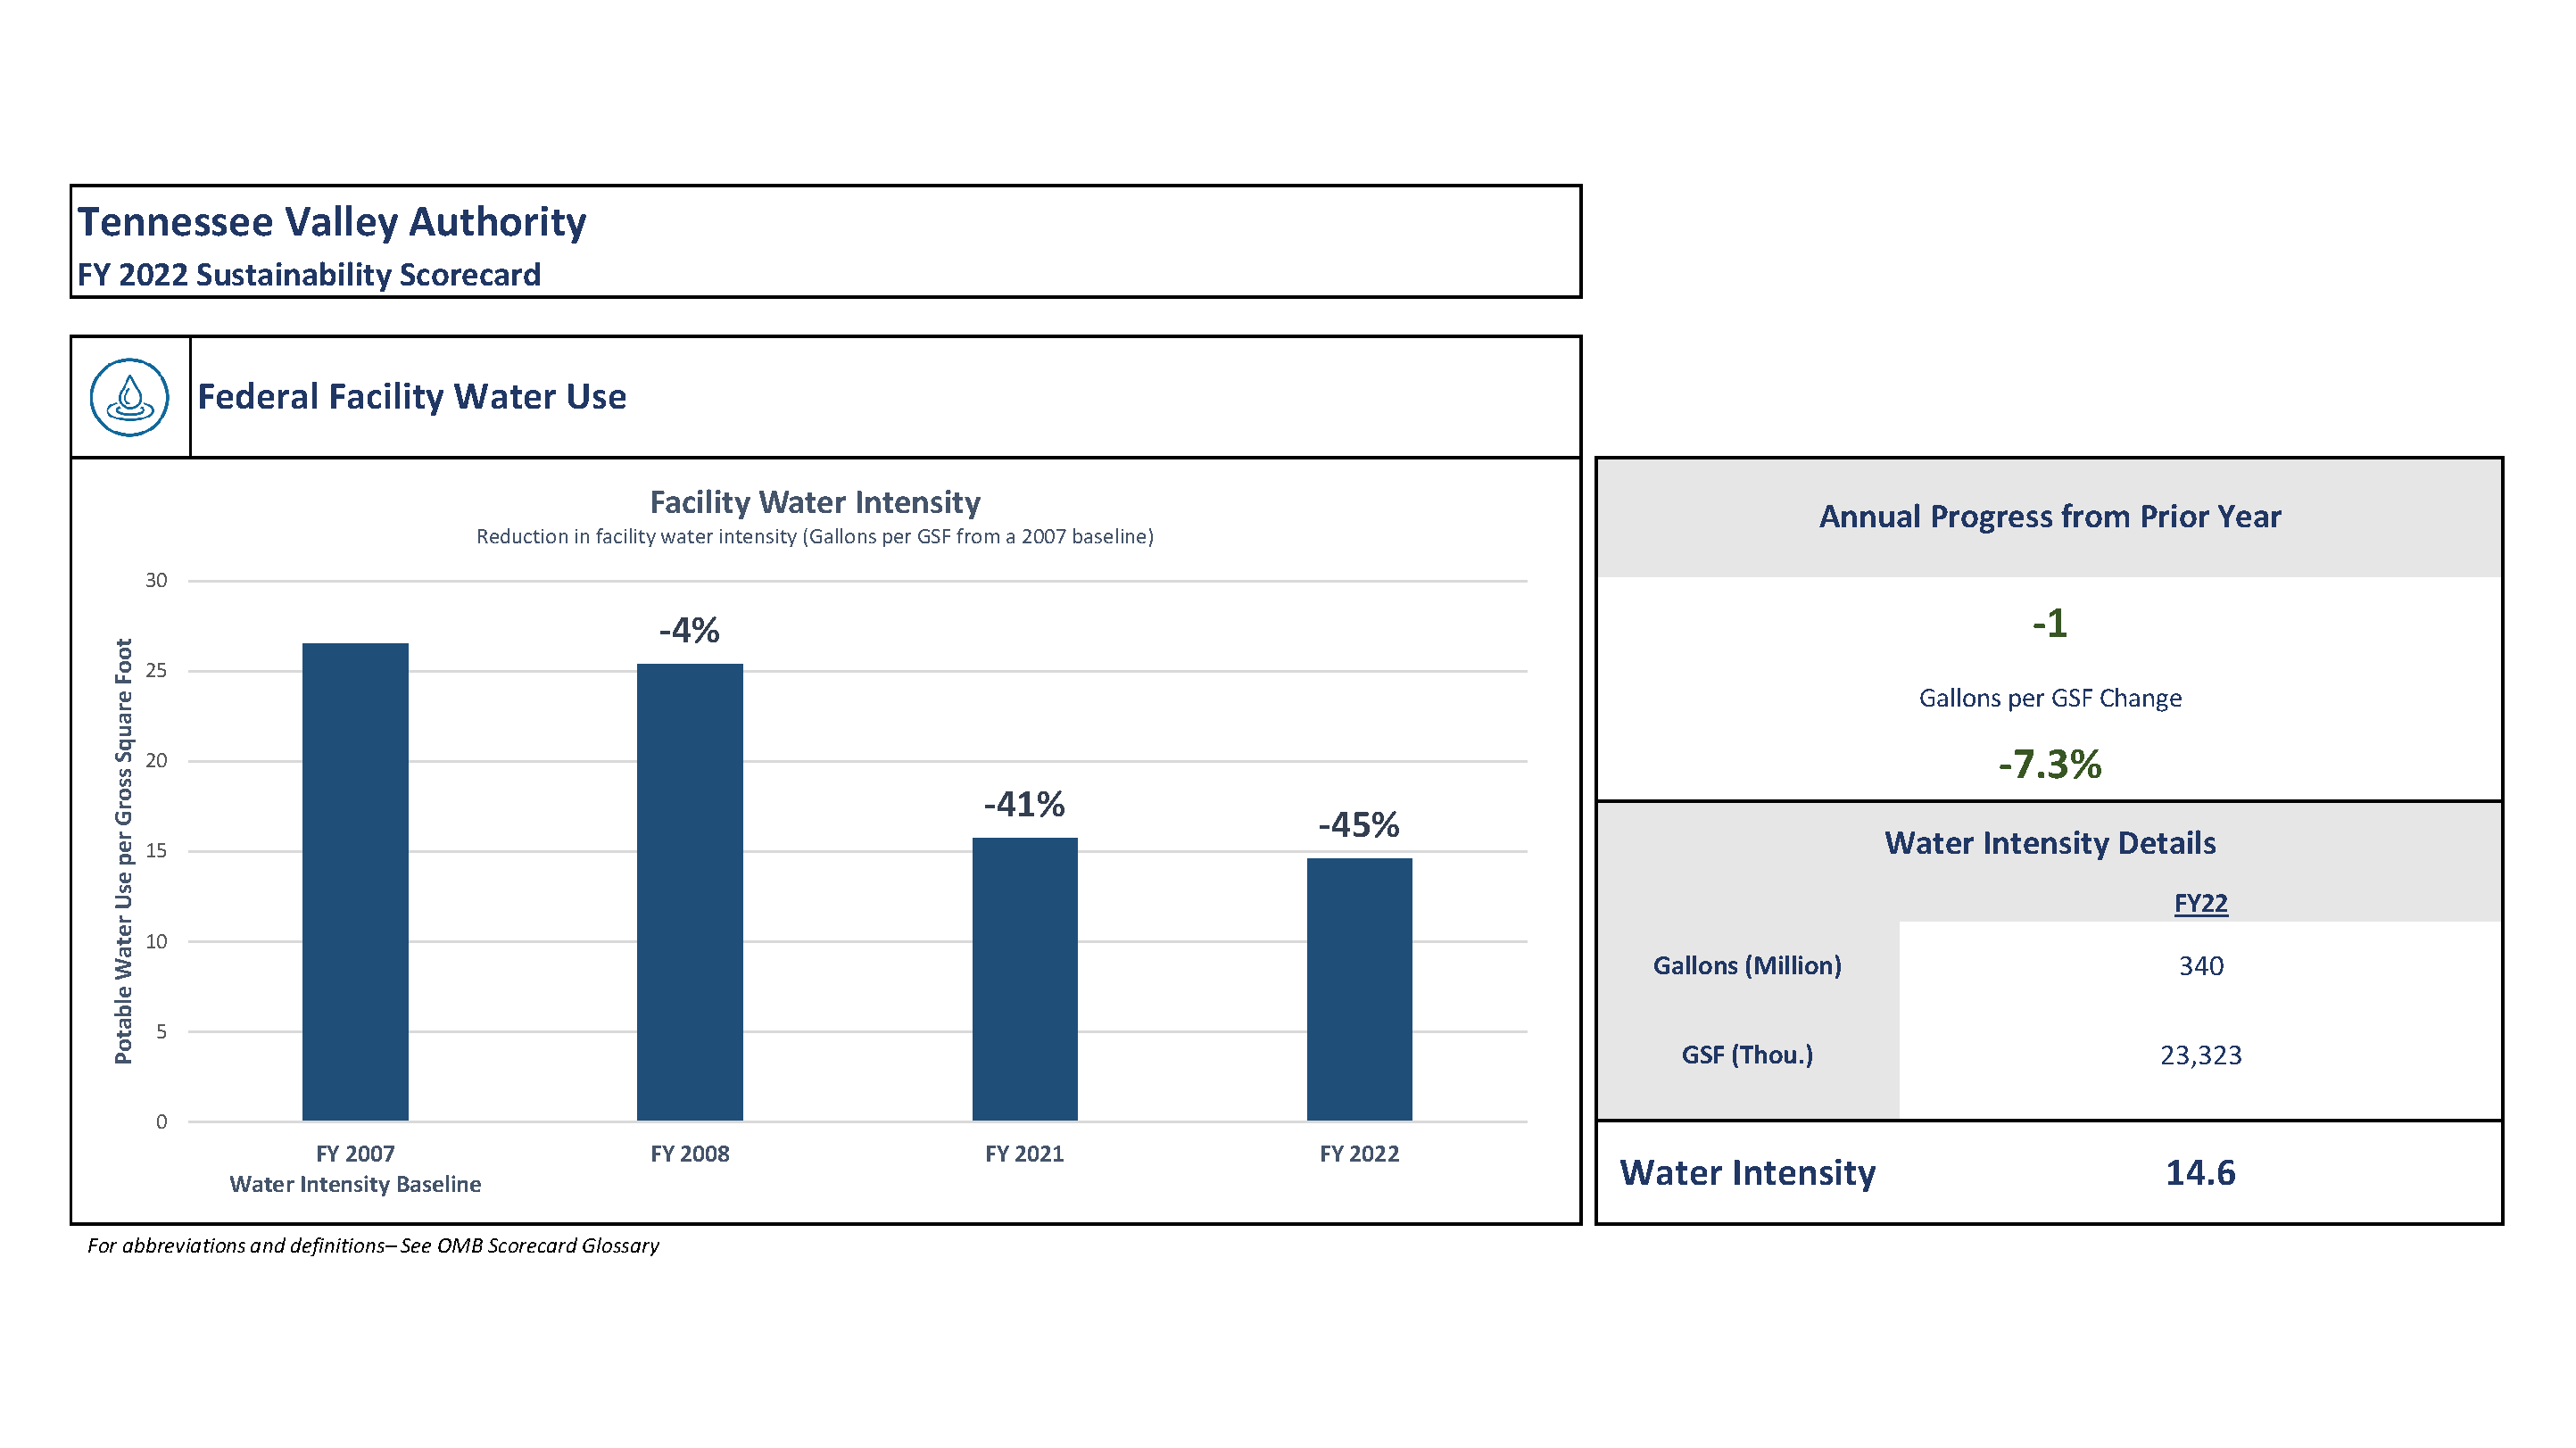 Tennessee Valley Authority
FY 2022 Sustainability Scorecard
Federal Facility Water Use
Facility Water Intensity
Reduction in facility water intensity (Gallons per GSF from a 2007 baseline)
Potable Water Use per Gross Square Foot
30
25
20
15
10
5
0
-4%
-41%
-45%
FY 2007
Water Intensity Baseline
FY 2008
FY 2021
FY 2022
Annual Progress from Prior Year
-1
Gallons per GSF Change
-7.3%
Water Intensity Details
FY22
Gallons (Million) 340
GSF (Thou.) 23,323
Water Intensity 14.6
For abbreviations and definitions– See OMB Scorecard Glossary